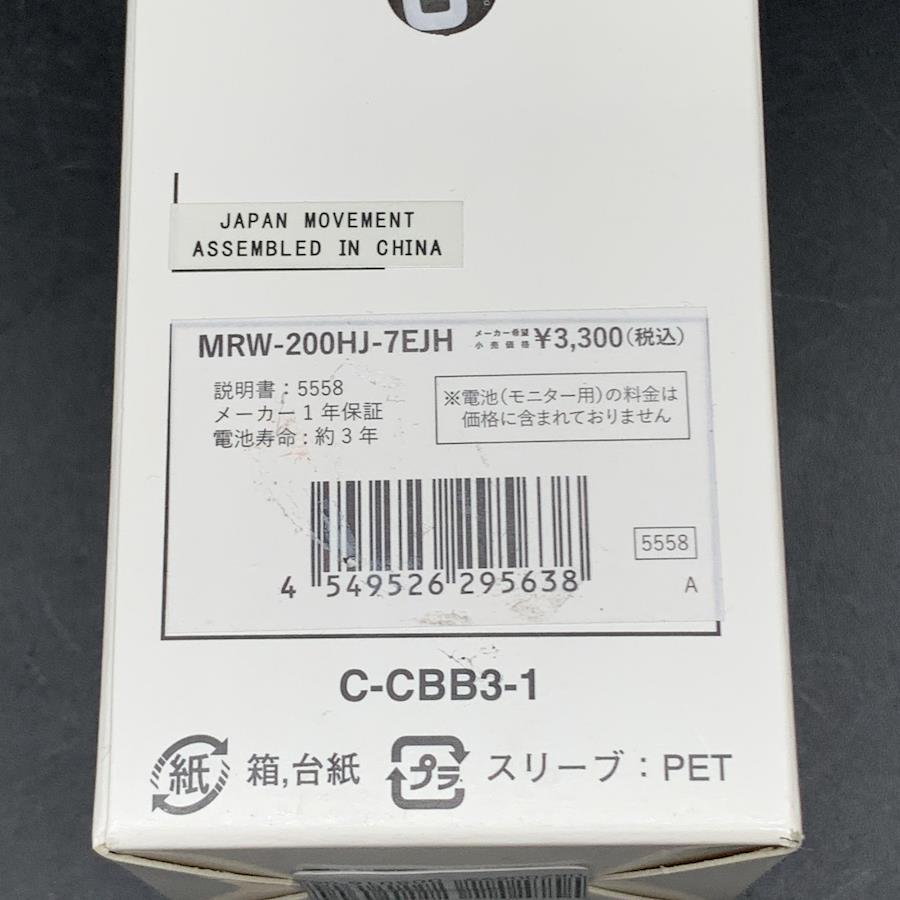 JAPAN MOVEMENT
ASSEMBLED IN CHINA
MRW-200HJ-7EJH メーカー希望小売価格 ¥3,300(税込)
説明書:5558
メーカー1年保証
電池寿命:約3年
※電池(モニター用)の料金は
価格に含まれておりません
5558
4 549526 295638
A
C-CBB3-1
紙 箱,台紙 プラ スリーブ:PET